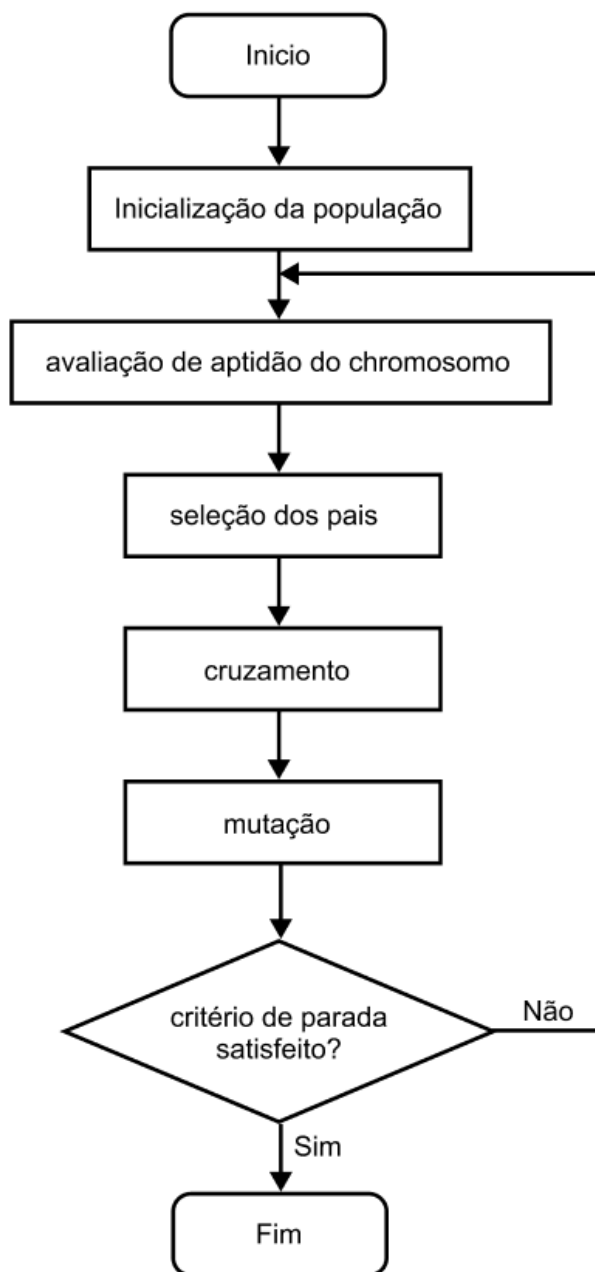 Inicio
Inicialização da população
avaliação de aptidão do chromosomo
seleção dos pais
cruzamento
mutação
critério de parada
satisfeito?
Não
Sim
Fim